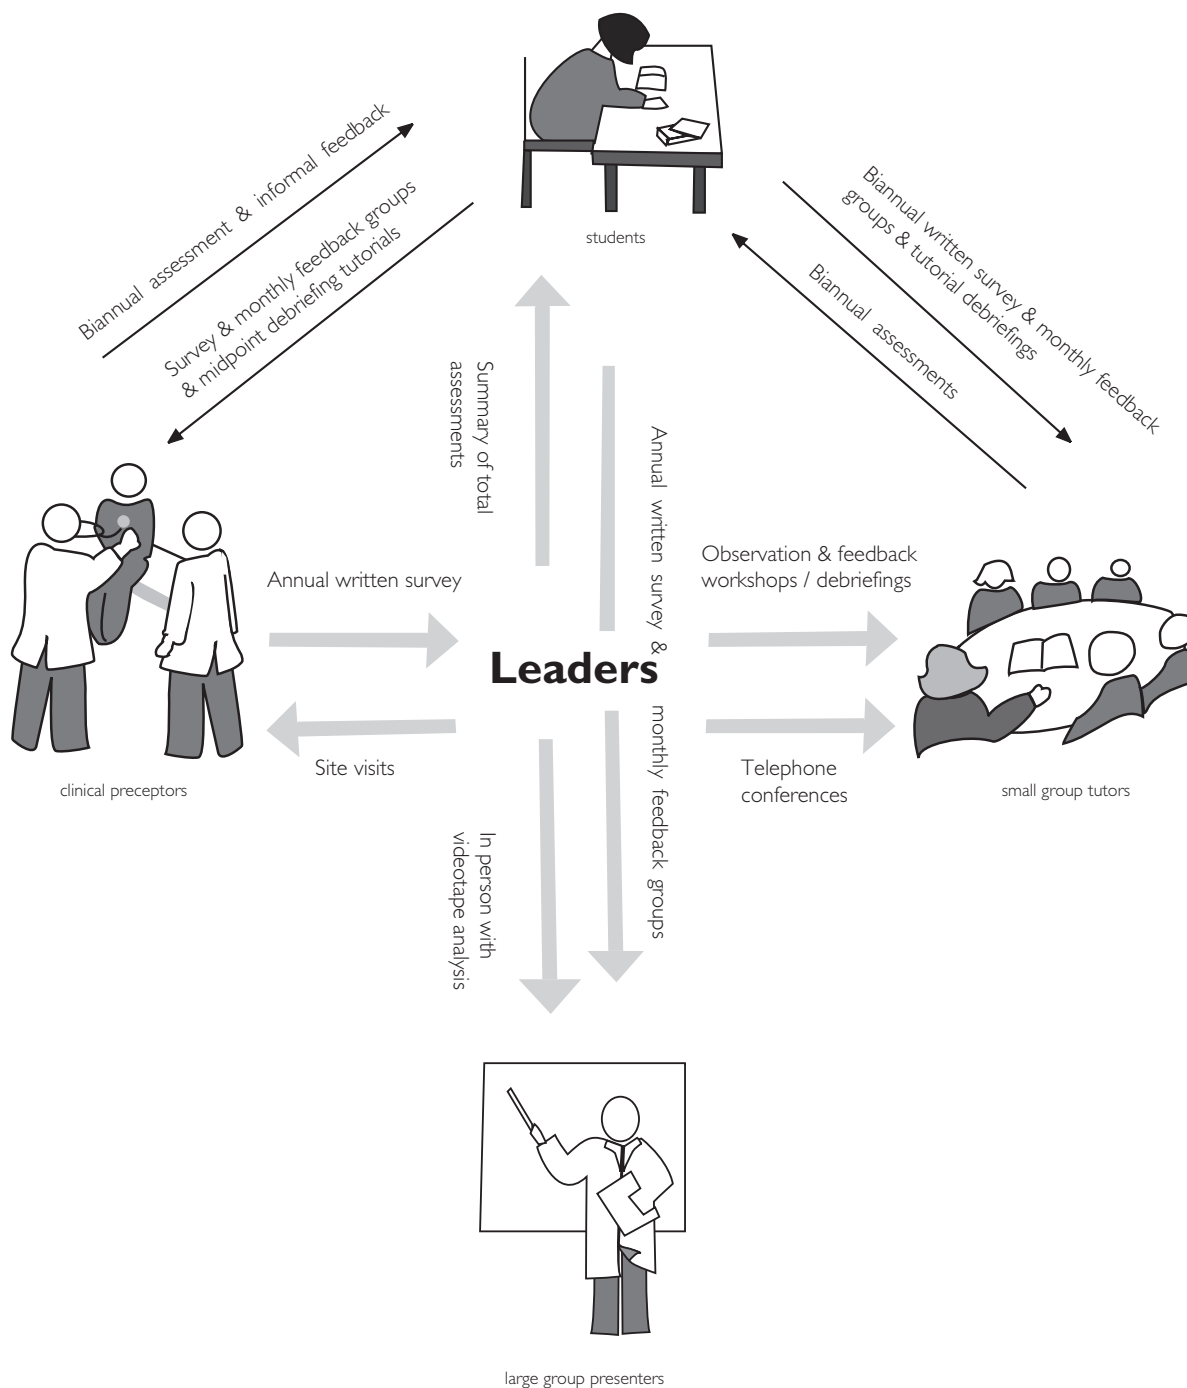 students
Biannual assessment & informal feedback
Survey & monthly feedback groups
& midpoint debriefing tutorials
Biannual written survey & monthly feedback
groups & tutorial debriefings
Biannual assessments
Summary of total
assessments
Annual written survey & monthly feedback groups
Annual written survey
Observation & feedback
workshops / debriefings
Leaders
Site visits
Telephone
conferences
clinical preceptors
small group tutors
In person with
videotape analysis
large group presenters